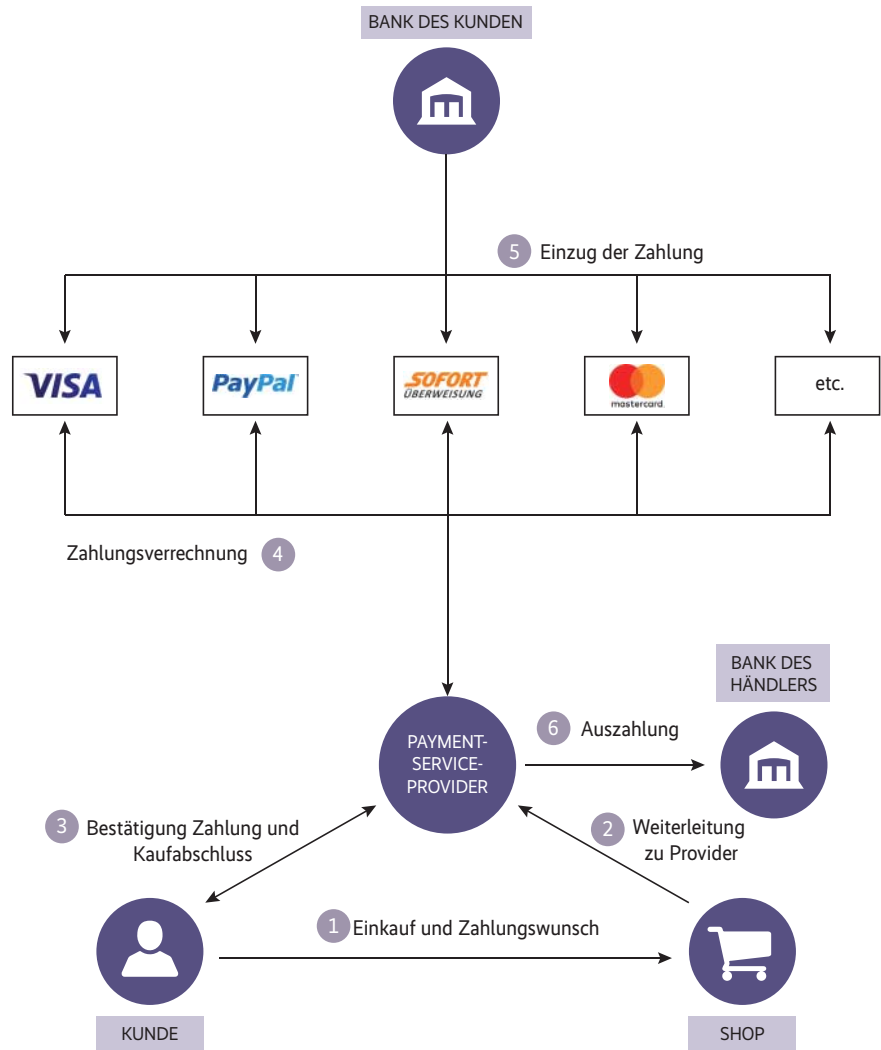 BANK DES KUNDEN
5 Einzug der Zahlung
VISA
PayPal
SOFORT
ÜBERWEISUNG
mastercard.
etc.
Zahlungsverrechnung 4
BANK DES
HÄNDLERS
6 Auszahlung
PAYMENT-
SERVICE-
PROVIDER
3 Bestätigung Zahlung und
Kaufabschluss
2 Weiterleitung
zu Provider
1 Einkauf und Zahlungswunsch
KUNDE
SHOP